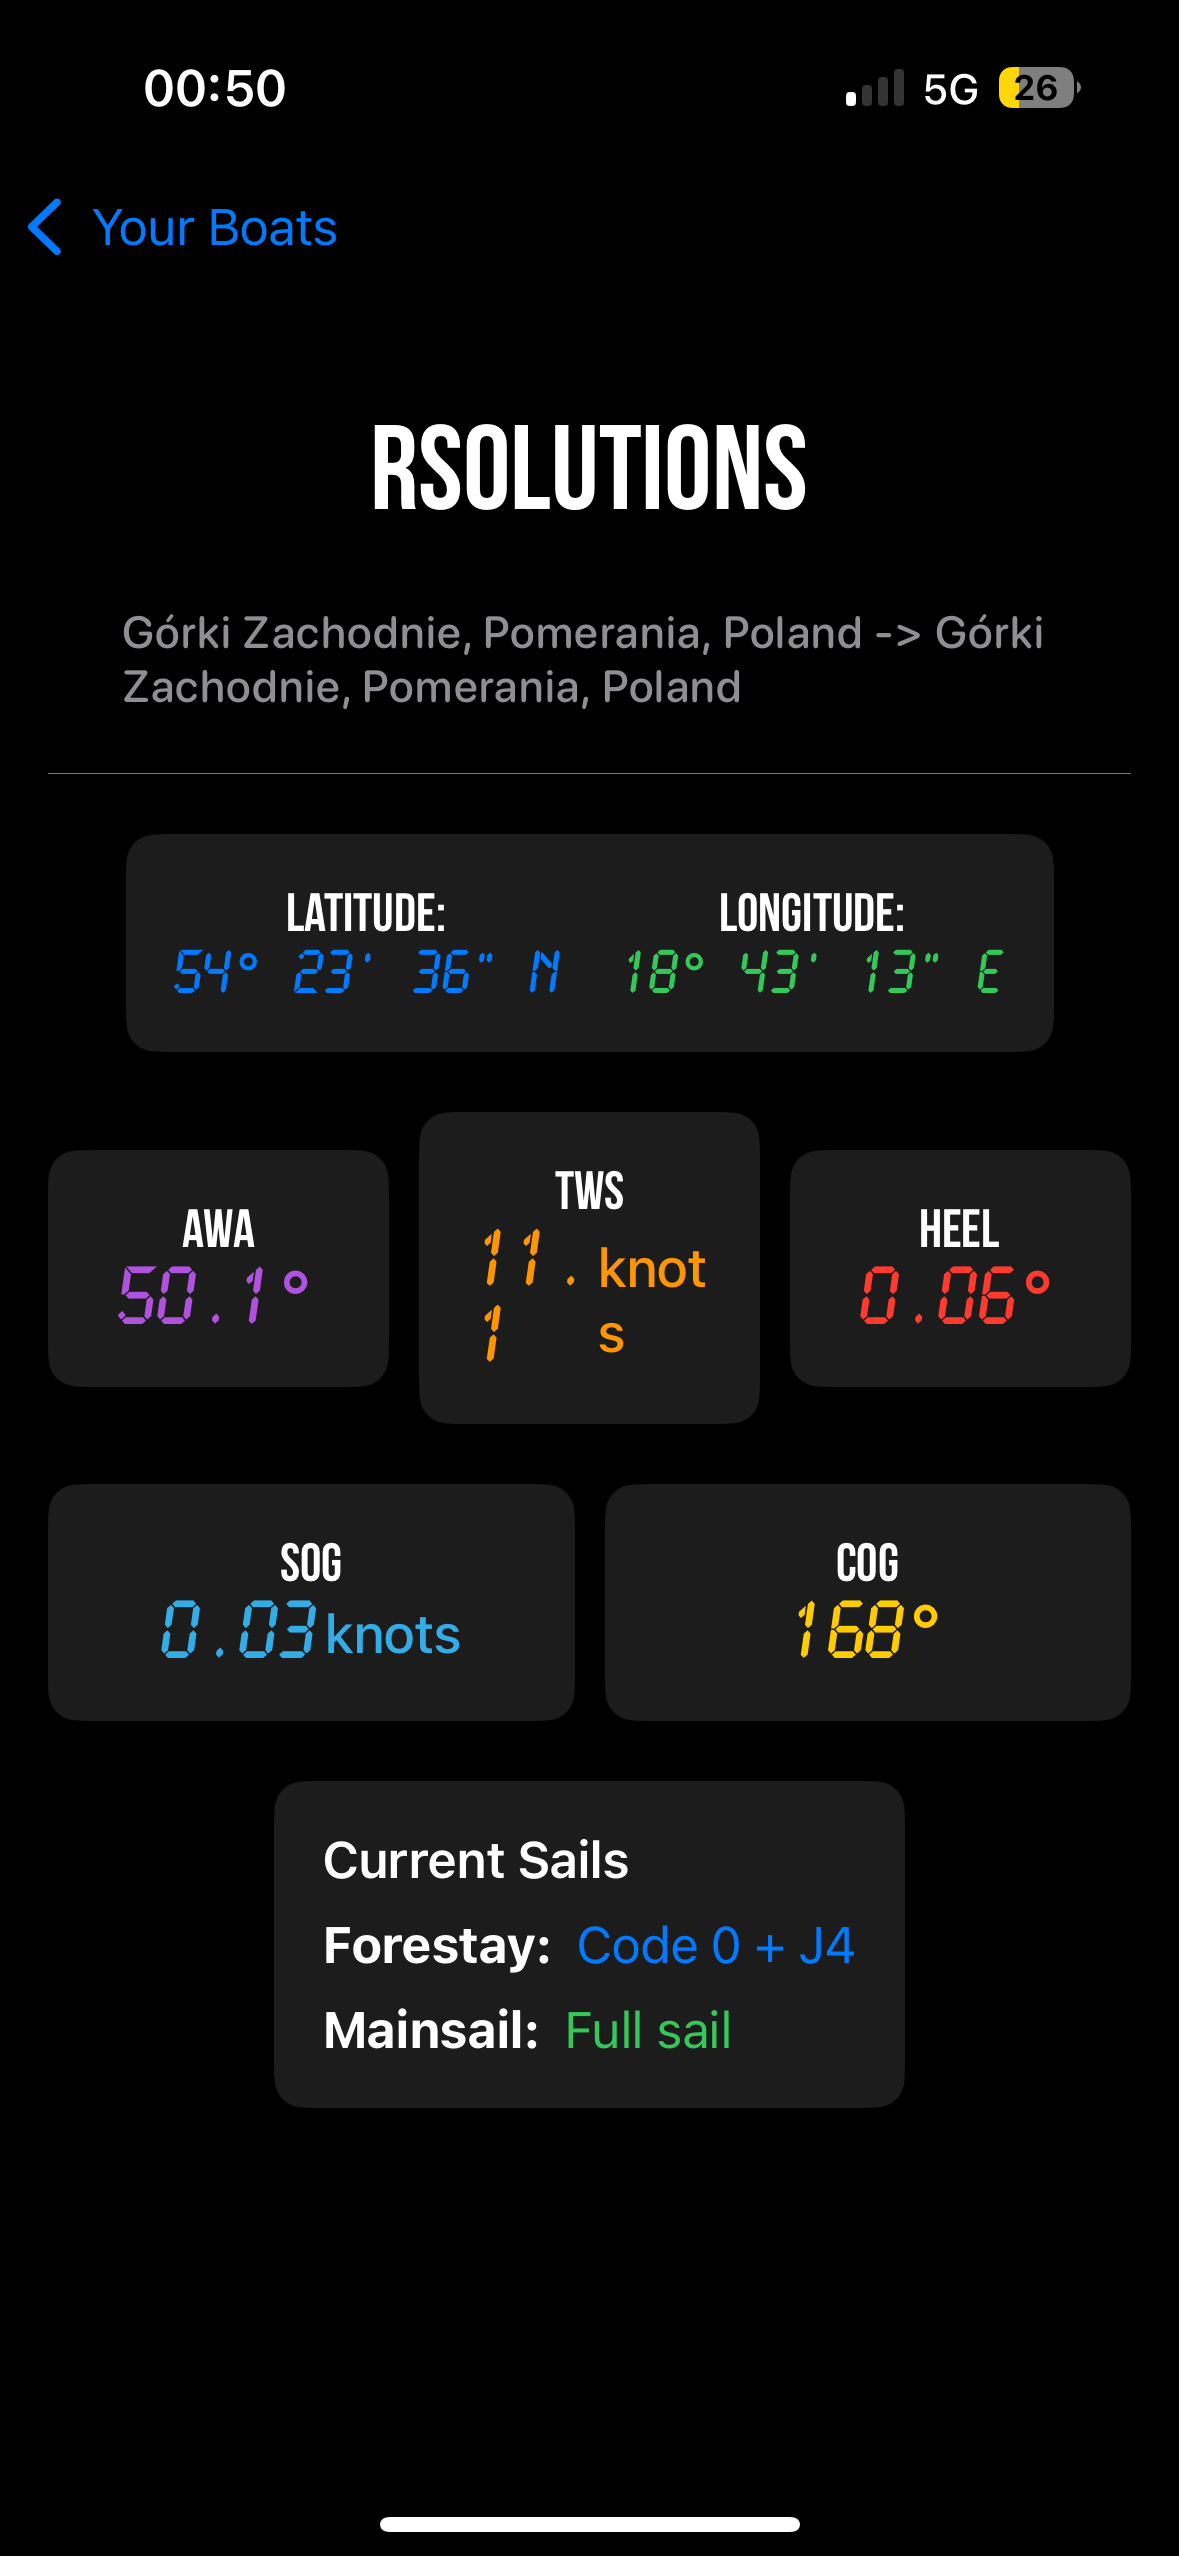 00:50 5G 26
Your Boats
RSOLUTIONS
Górki Zachodnie, Pomerania, Poland -> Górki
Zachodnie, Pomerania, Poland
LATITUDE: LONGITUDE:
54° 23' 36" N 18° 43' 13" E
AWA
50.1°
TWS
11. knot
1 s
HEEL
0.06°
SOG
0.03 knots
COG
168°
Current Sails
Forestay: Code 0 + J4
Mainsail: Full sail